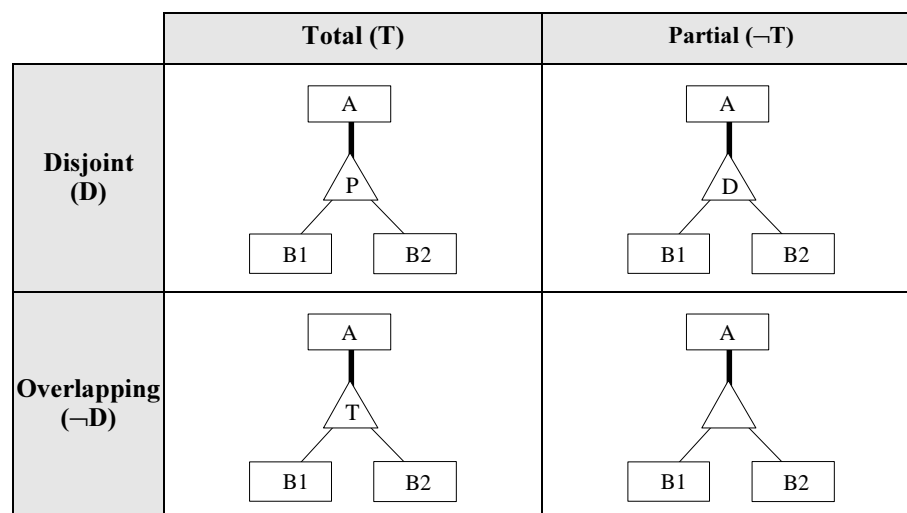 Total (T)
Partial (¬T)
Disjoint
(D)
A
P
B1 B2
A
D
B1 B2
Overlapping
(¬D)
A
T
B1 B2
A
B1 B2